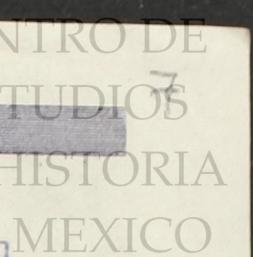 NTRO DE
7
TUDIOS
HISTORIA
MEXICO